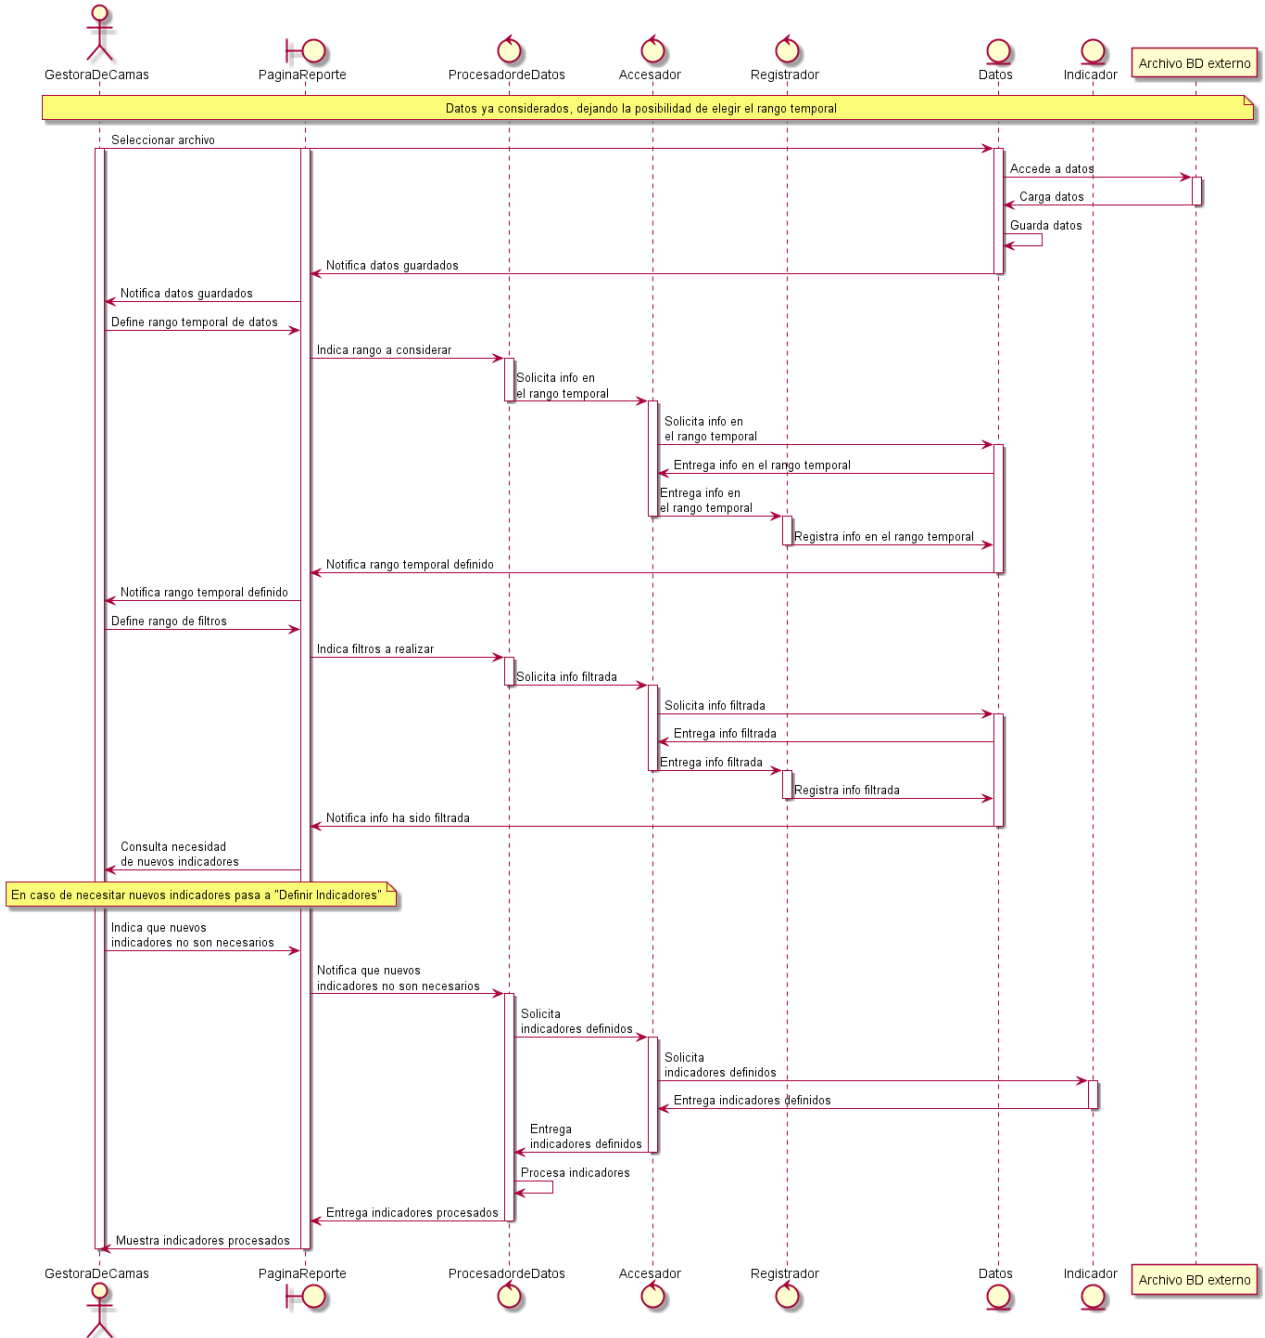 GestoraDeCamas
PaginaReporte
ProcesadordeDatos
Accesador
Registrador
Datos
Indicador
Archivo BD externo
Datos ya considerados, dejando la posibilidad de elegir el rango temporal
Seleccionar archivo
Accede a datos
Carga datos
Guarda datos
Notifica datos guardados
Notifica datos guardados
Define rango temporal de datos
Indica rango a considerar
Solicita info en
el rango temporal
Solicita info en
el rango temporal
Entrega info en el rango temporal
Entrega info en
el rango temporal
Registra info en el rango temporal
Notifica rango temporal definido
Notifica rango temporal definido
Define rango de filtros
Indica filtros a realizar
Solicita info filtrada
Solicita info filtrada
Entrega info filtrada
Entrega info filtrada
Registra info filtrada
Notifica info ha sido filtrada
Consulta necesidad
de nuevos indicadores
En caso de necesitar nuevos indicadores pasa a "Definir Indicadores"
Indica que nuevos
indicadores no son necesarios
Notifica que nuevos
indicadores no son necesarios
Solicita
indicadores definidos
Solicita
indicadores definidos
Entrega indicadores definidos
Entrega
indicadores definidos
Procesa indicadores
Entrega indicadores procesados
Muestra indicadores procesados
GestoraDeCamas
PaginaReporte
ProcesadordeDatos
Accesador
Registrador
Datos
Indicador
Archivo BD externo